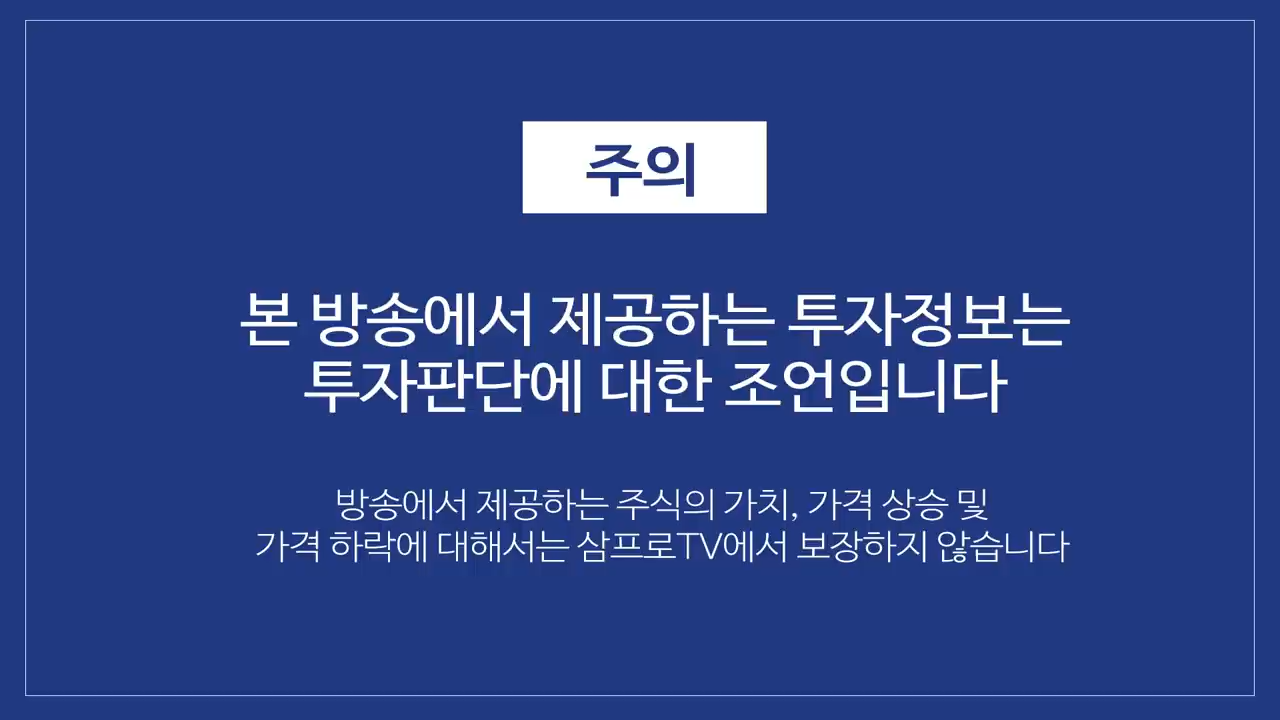 주의
본 방송에서 제공하는 투자정보는
투자판단에 대한 조언입니다
방송에서 제공하는 주식의 가치, 가격 상승 및
가격 하락에 대해서는 삼프로TV에서 보장하지 않습니다